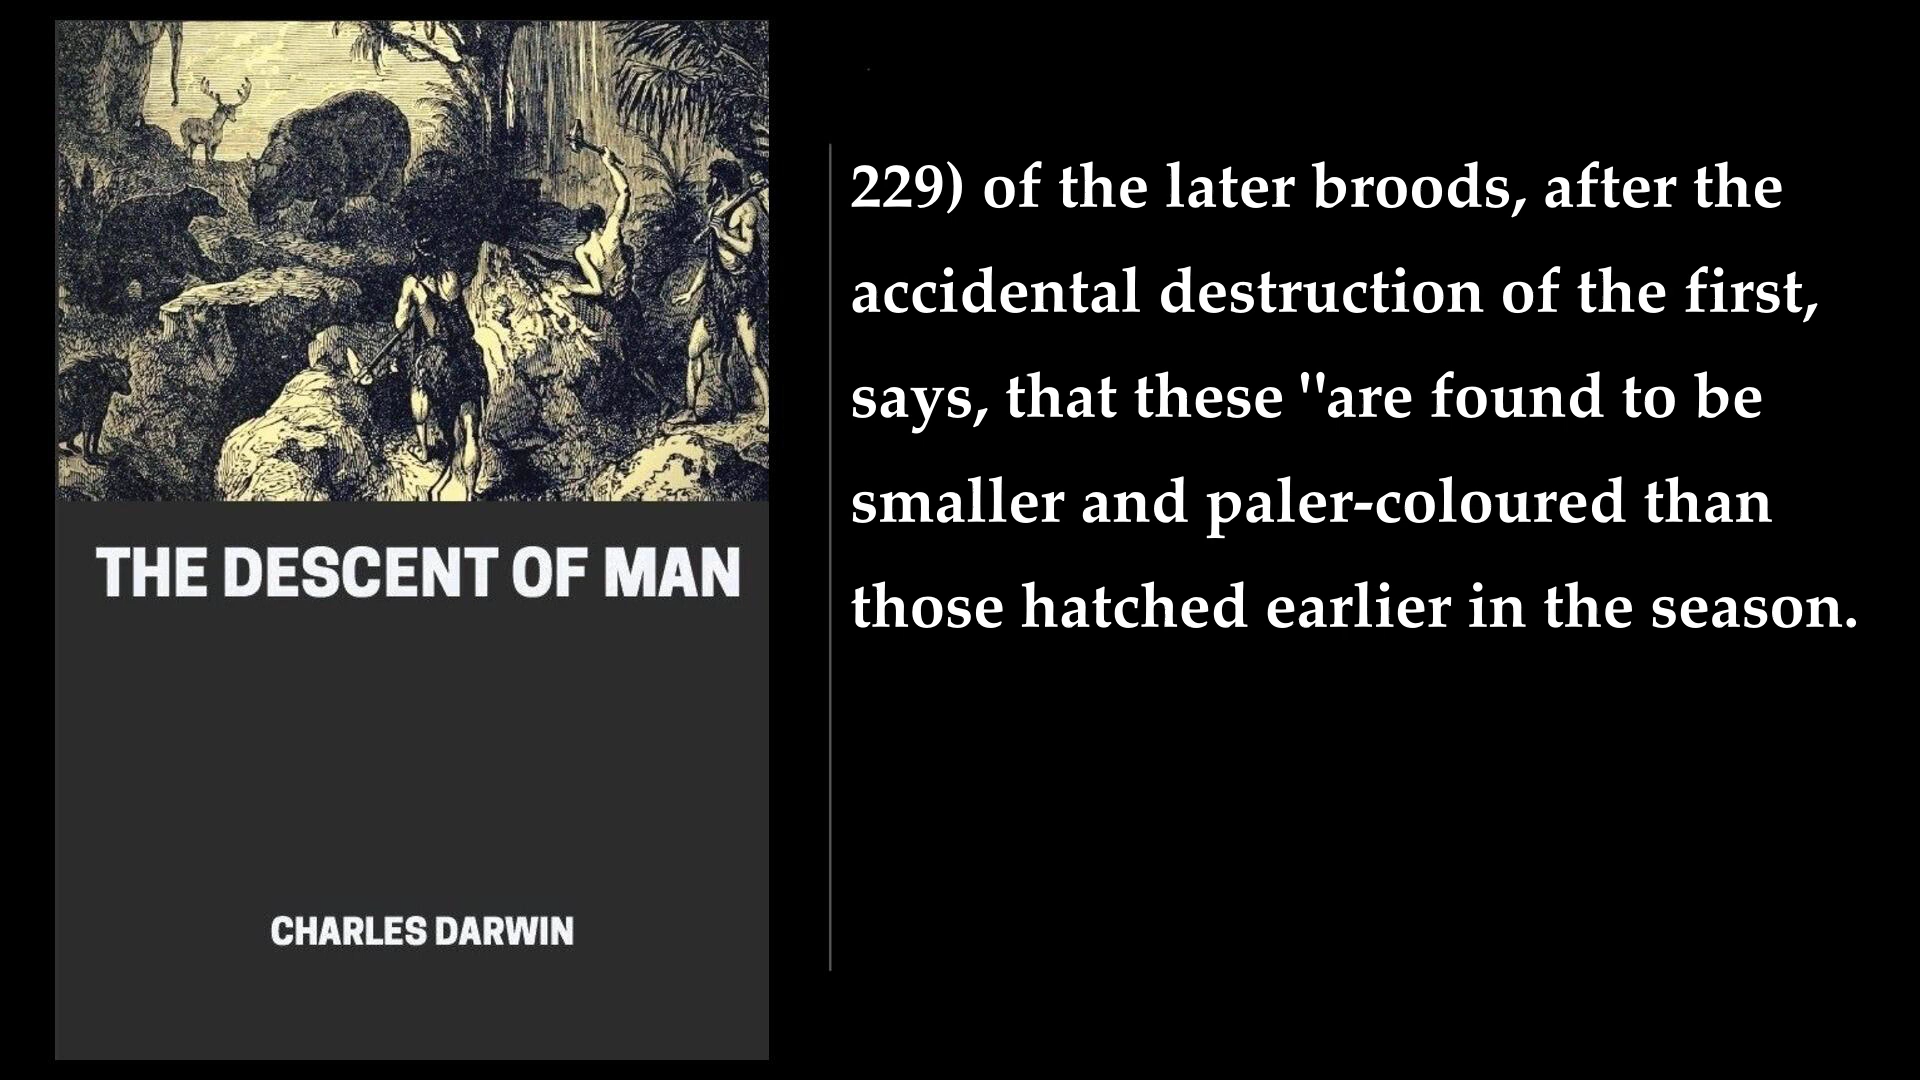 THE DESCENT OF MAN
CHARLES DARWIN
229) of the later broods, after the
accidental destruction of the first,
says, that these "are found to be
smaller and paler-coloured than
those hatched earlier in the season.